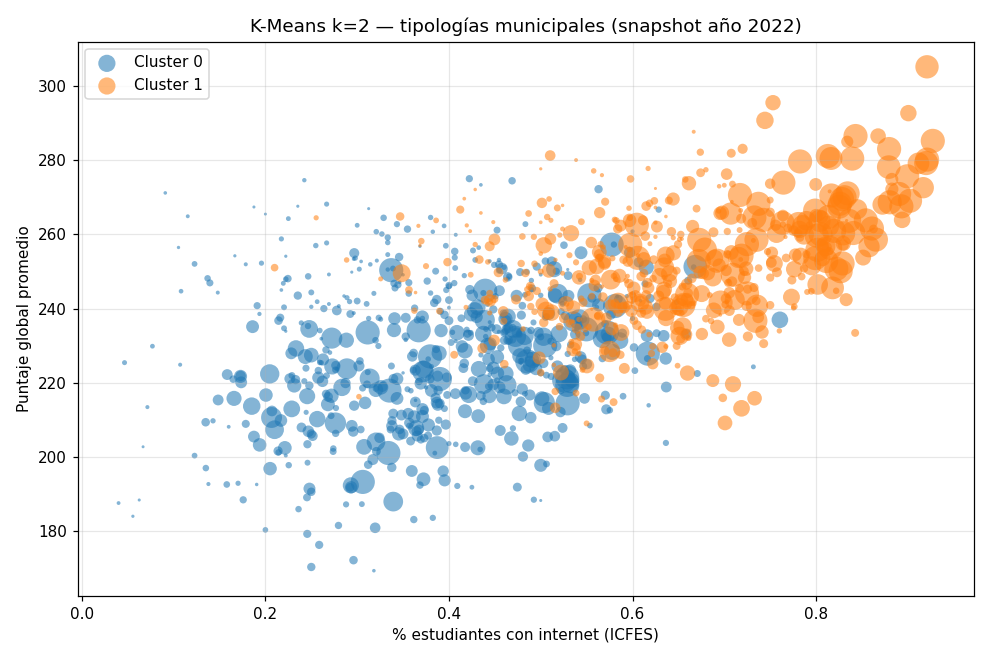 K-Means k=2 — tipologías municipales (snapshot año 2022)
Cluster 0
Cluster 1
Puntaje global promedio
300
280
260
240
220
200
180
0.0 0.2 0.4 0.6 0.8
% estudiantes con internet (ICFES)